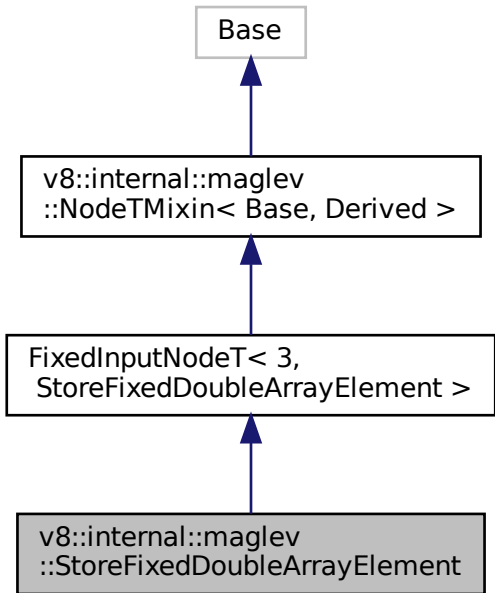 Base
v8::internal::maglev
::NodeTMixin< Base, Derived >
FixedInputNodeT< 3,
StoreFixedDoubleArrayElement >
v8::internal::maglev
::StoreFixedDoubleArrayElement